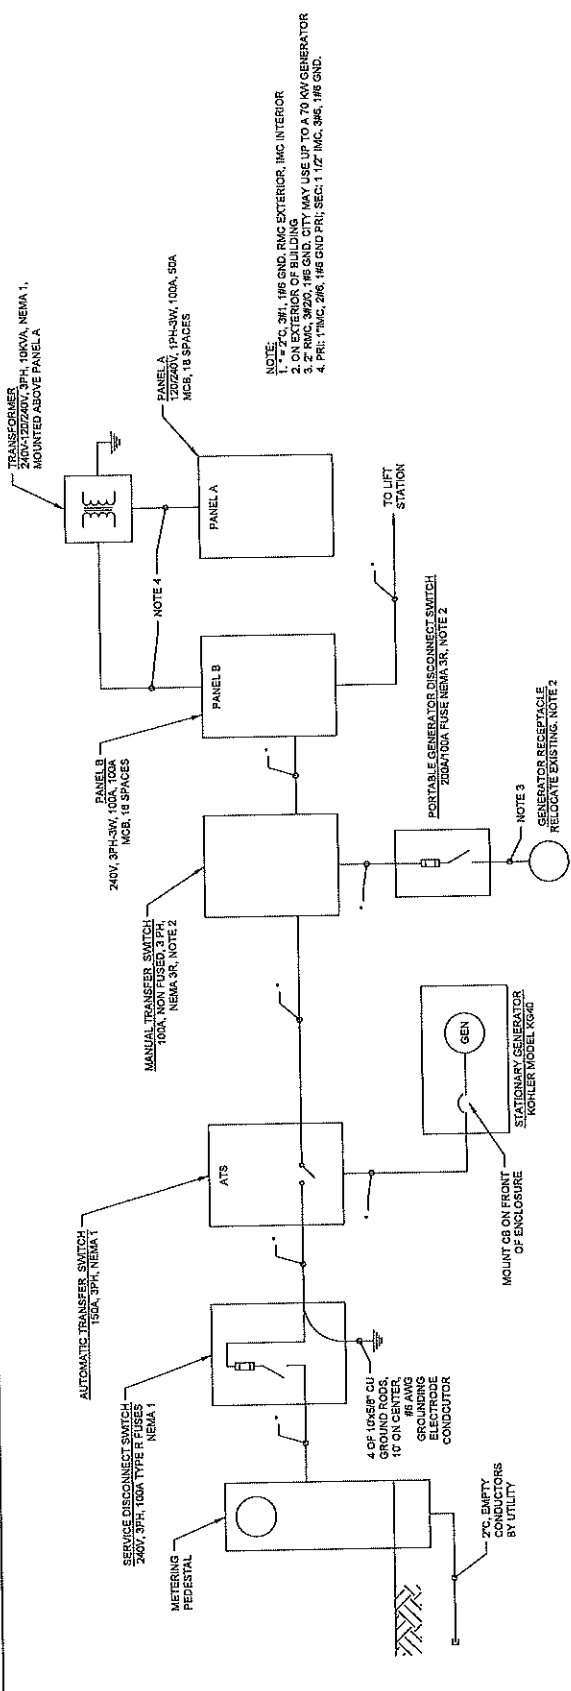 TRANSFORMER
240V-120/240V, 3PH, 10KVA, NEMA 1,
MOUNTED ABOVE PANEL A
PANEL A
120/240V, 1PH-3W, 100A, 50A
MCB, 18 SPACES
PANEL A
NOTE 4
NOTE:
1. * = 2"C, 3#1, 1#6 GND. RMC EXTERIOR, IMC INTERIOR
2. ON EXTERIOR OF BUILDING
3. 2" RMC, 3#2/0, 1#6 GND. CITY MAY USE UP TO A 70 KW GENERATOR
4. PRI: 1"IMC, 2#6, 1#6 GND PRI; SEC: 1 1/2" IMC, 3#6, 1#6 GND.
PANEL B
240V, 3PH-3W, 100A, 100A
MCB, 18 SPACES
PANEL B
*
TO LIFT
STATION
*
MANUAL TRANSFER SWITCH
100A, NON FUSED, 3 PH,
NEMA 3R, NOTE 2
*
PORTABLE GENERATOR DISCONNECT SWITCH
200A/100A FUSE NEMA 3R, NOTE 2
NOTE 3
GENERATOR RECEPTACLE
RELOCATE EXISTING. NOTE 2
*
AUTOMATIC TRANSFER SWITCH
150A, 3PH, NEMA 1
ATS
*
GEN
STATIONARY GENERATOR
KOHLER MODEL KG40
MOUNT CB ON FRONT
OF ENCLOSURE
*
SERVICE DISCONNECT SWITCH
240V, 3PH, 100A TYPE R FUSES
NEMA 1
4 OF 10'x5/8" CU
GROUND RODS,
10' ON CENTER,
#6 AWG
GROUNDING
ELECTRODE
CONDCUTOR
*
METERING
PEDESTAL
2"C, EMPTY
CONDUCTORS
BY UTILITY